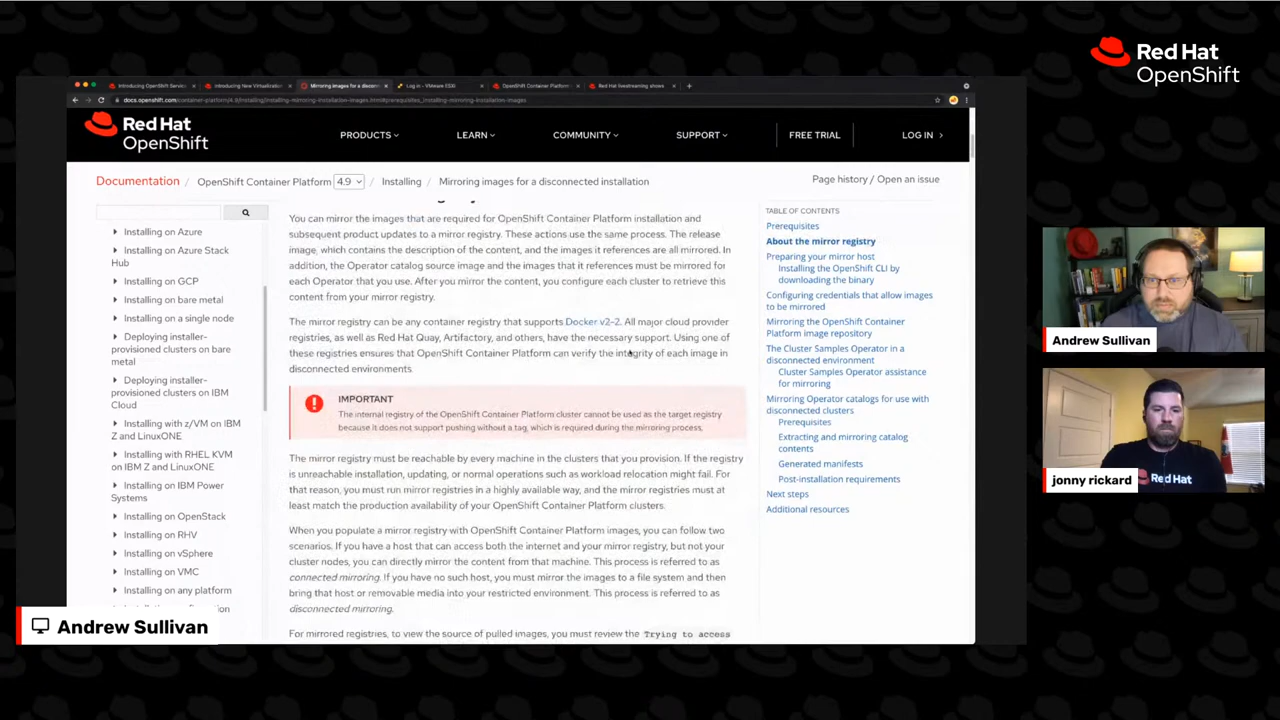 Red Hat
OpenShift
Introducing OpenShift Servic
Introducing New Virtualization
Mirroring images for a disconn
Log in - VMware ESXi
OpenShift Container Platform
Red Hat livestreaming shows
Red Hat
OpenShift
PRODUCTS
LEARN
COMMUNITY
SUPPORT
FREE TRIAL
LOG IN
Documentation / OpenShift Container Platform 4.9 / Installing / Mirroring images for a disconnected installation
Page history / Open an issue
Installing on Azure
Installing on Azure Stack
Hub
Installing on GCP
Installing on bare metal
Installing on a single node
Deploying installer-
provisioned clusters on bare
metal
Deploying installer-
provisioned clusters on IBM
Cloud
Installing with z/VM on IBM
Z and LinuxONE
Installing with RHEL KVM
on IBM Z and LinuxONE
Installing on IBM Power
Systems
Installing on OpenStack
Installing on RHV
Installing on vSphere
Installing on VMC
Installing on any platform
You can mirror the images that are required for OpenShift Container Platform installation and
subsequent product updates to a mirror registry. These actions use the same process. The release
image, which contains the description of the content, and the images it references are all mirrored. In
addition, the Operator catalog source image and the images that it references must be mirrored for
each Operator that you use. After you mirror the content, you configure each cluster to retrieve this
content from your mirror registry.
The mirror registry can be any container registry that supports Docker v2-2. All major cloud provider
registries, as well as Red Hat Quay, Artifactory, and others, have the necessary support. Using one of
these registries ensures that OpenShift Container Platform can verify the integrity of each image in
disconnected environments.
IMPORTANT
The internal registry of the OpenShift Container Platform cluster cannot be used as the target registry
because it does not support pushing without a tag, which is required during the mirroring process.
The mirror registry must be reachable by every machine in the clusters that you provision. If the registry
is unreachable installation, updating, or normal operations such as workload relocation might fail. For
that reason, you must run mirror registries in a highly available way, and the mirror registries must at
least match the production availability of your OpenShift Container Platform clusters.
When you populate a mirror registry with OpenShift Container Platform images, you can follow two
scenarios. If you have a host that can access both the internet and your mirror registry, but not your
cluster nodes, you can directly mirror the content from that machine. This process is referred to as
connected mirroring. If you have no such host, you must mirror the images to a file system and then
bring that host or removable media into your restricted environment. This process is referred to as
disconnected mirroring.
For mirrored registries, to view the source of pulled images, you must review the Trying to access
TABLE OF CONTENTS
Prerequisites
About the mirror registry
Preparing your mirror host
Installing the OpenShift CLI by
downloading the binary
Configuring credentials that allow images
to be mirrored
Mirroring the OpenShift Container
Platform image repository
The Cluster Samples Operator in a
disconnected environment
Cluster Samples Operator assistance
for mirroring
Mirroring Operator catalogs for use with
disconnected clusters
Prerequisites
Extracting and mirroring catalog
contents
Generated manifests
Post-installation requirements
Next steps
Additional resources
Andrew Sullivan
Red Hat
jonny rickard
Andrew Sullivan